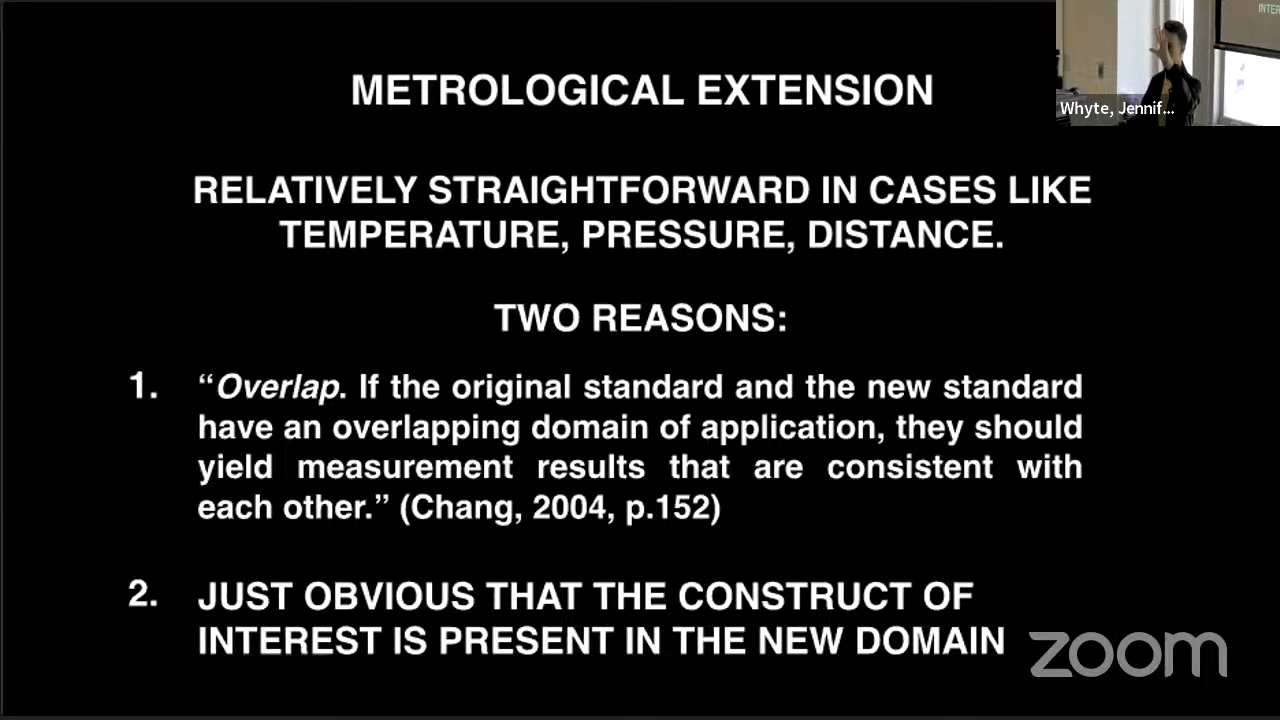 METROLOGICAL EXTENSION
RELATIVELY STRAIGHTFORWARD IN CASES LIKE
TEMPERATURE, PRESSURE, DISTANCE.
TWO REASONS:
1. “Overlap. If the original standard and the new standard
have an overlapping domain of application, they should
yield measurement results that are consistent with
each other.” (Chang, 2004, p.152)
2. JUST OBVIOUS THAT THE CONSTRUCT OF
INTEREST IS PRESENT IN THE NEW DOMAIN
Whyte, Jennif...
INTER
zoom